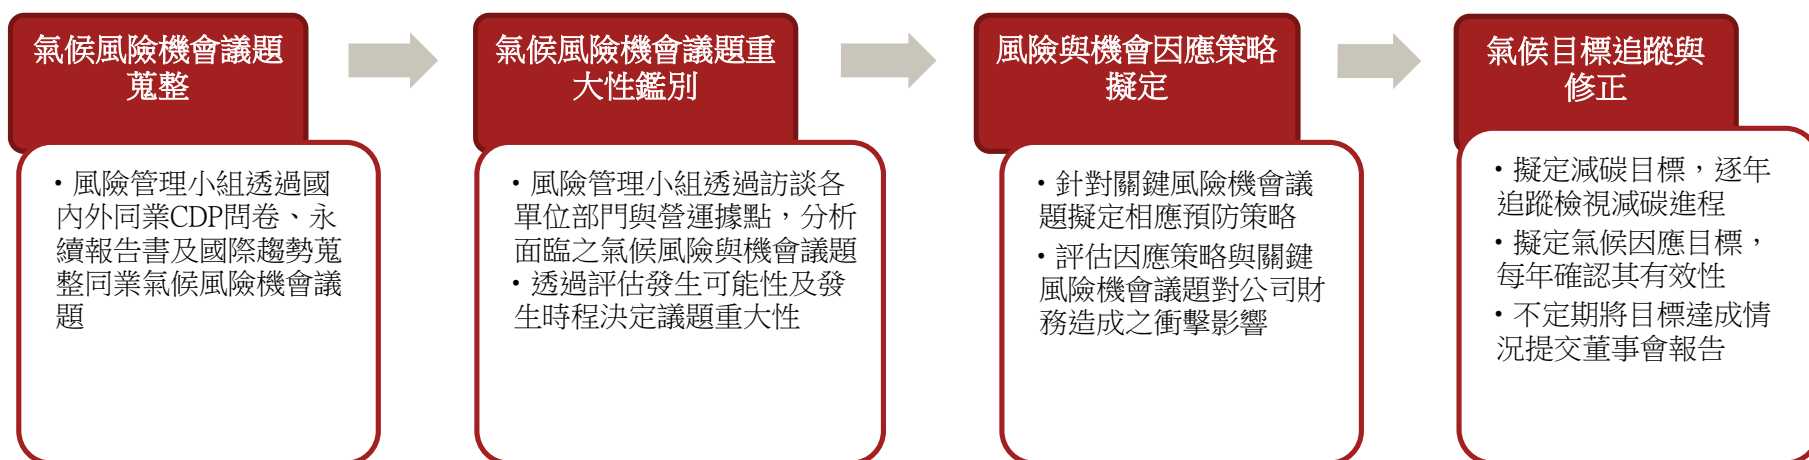 氣候風險機會議題
蒐整
・風險管理小組透過國
內外同業CDP問卷、永
續報告書及國際趨勢蒐
整同業氣候風險機會議
題
氣候風險機會議題重
大性鑑別
・風險管理小組透過訪談各
單位部門與營運據點，分析
面臨之氣候風險與機會議題
・透過評估發生可能性及發
生時程決定議題重大性
風險與機會因應策略
擬定
・針對關鍵風險機會議
題擬定相應預防策略
・評估因應策略與關鍵
風險機會議題對公司財
務造成之衝擊影響
氣候目標追蹤與
修正
・擬定減碳目標，逐年
追蹤檢視減碳進程
・擬定氣候因應目標，
每年確認其有效性
・不定期將目標達成情
況提交董事會報告